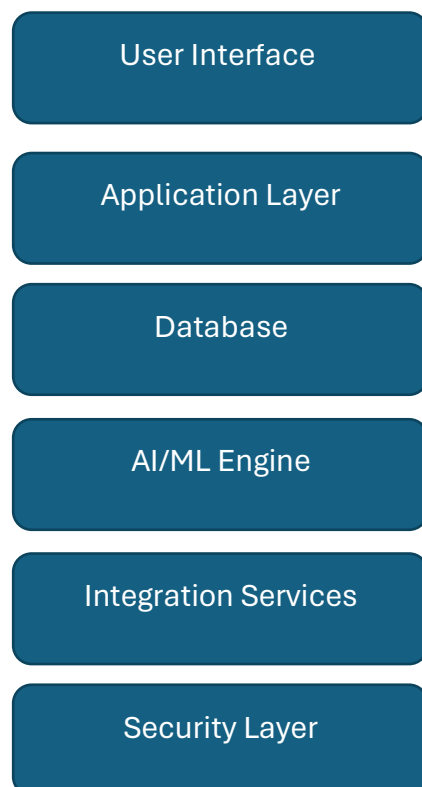 User Interface
Application Layer
Database
AI/ML Engine
Integration Services
Security Layer